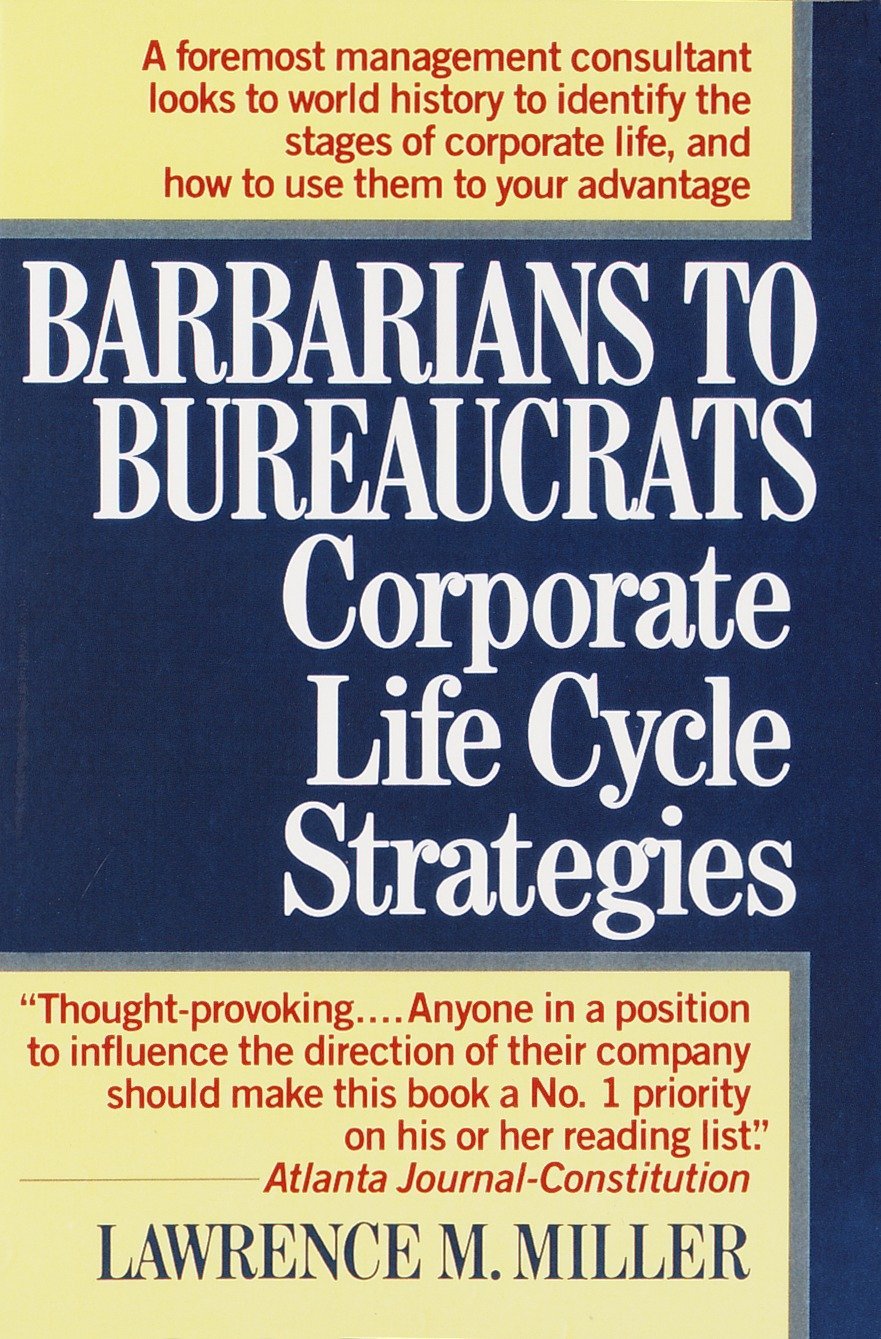 A foremost management consultant
looks to world history to identify the
stages of corporate life, and
how to use them to your advantage
BARBARIANS TO
BUREAUCRATS
Corporate
Life Cycle
Strategies
“Thought-provoking....Anyone in a position
to influence the direction of their company
should make this book a No. 1 priority
on his or her reading list.”
Atlanta Journal-Constitution
LAWRENCE M. MILLER